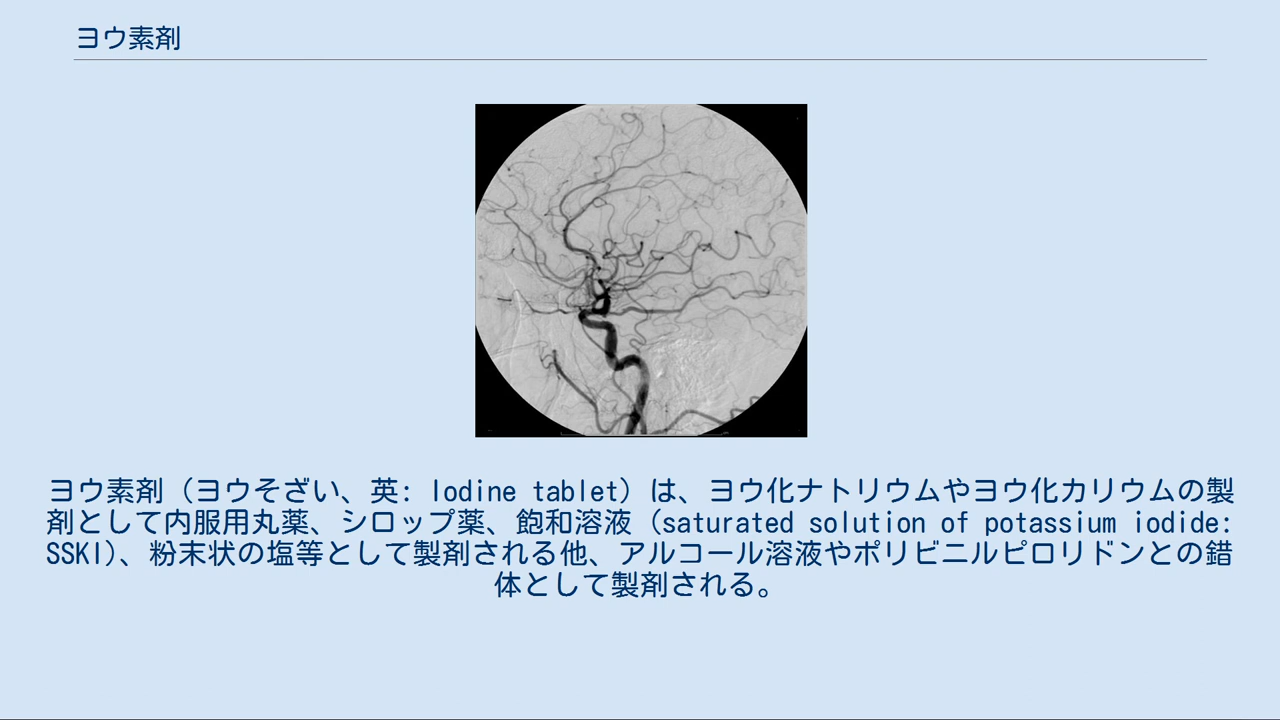 ヨウ素剤
ヨウ素剤（ヨウそざい、英: Iodine tablet）は、ヨウ化ナトリウムやヨウ化カリウムの製
剤として内服用丸薬、シロップ薬、飽和溶液（saturated solution of potassium iodide:
SSKI）、粉末状の塩等として製剤される他、アルコール溶液やポリビニルピロリドンとの錯
体として製剤される。